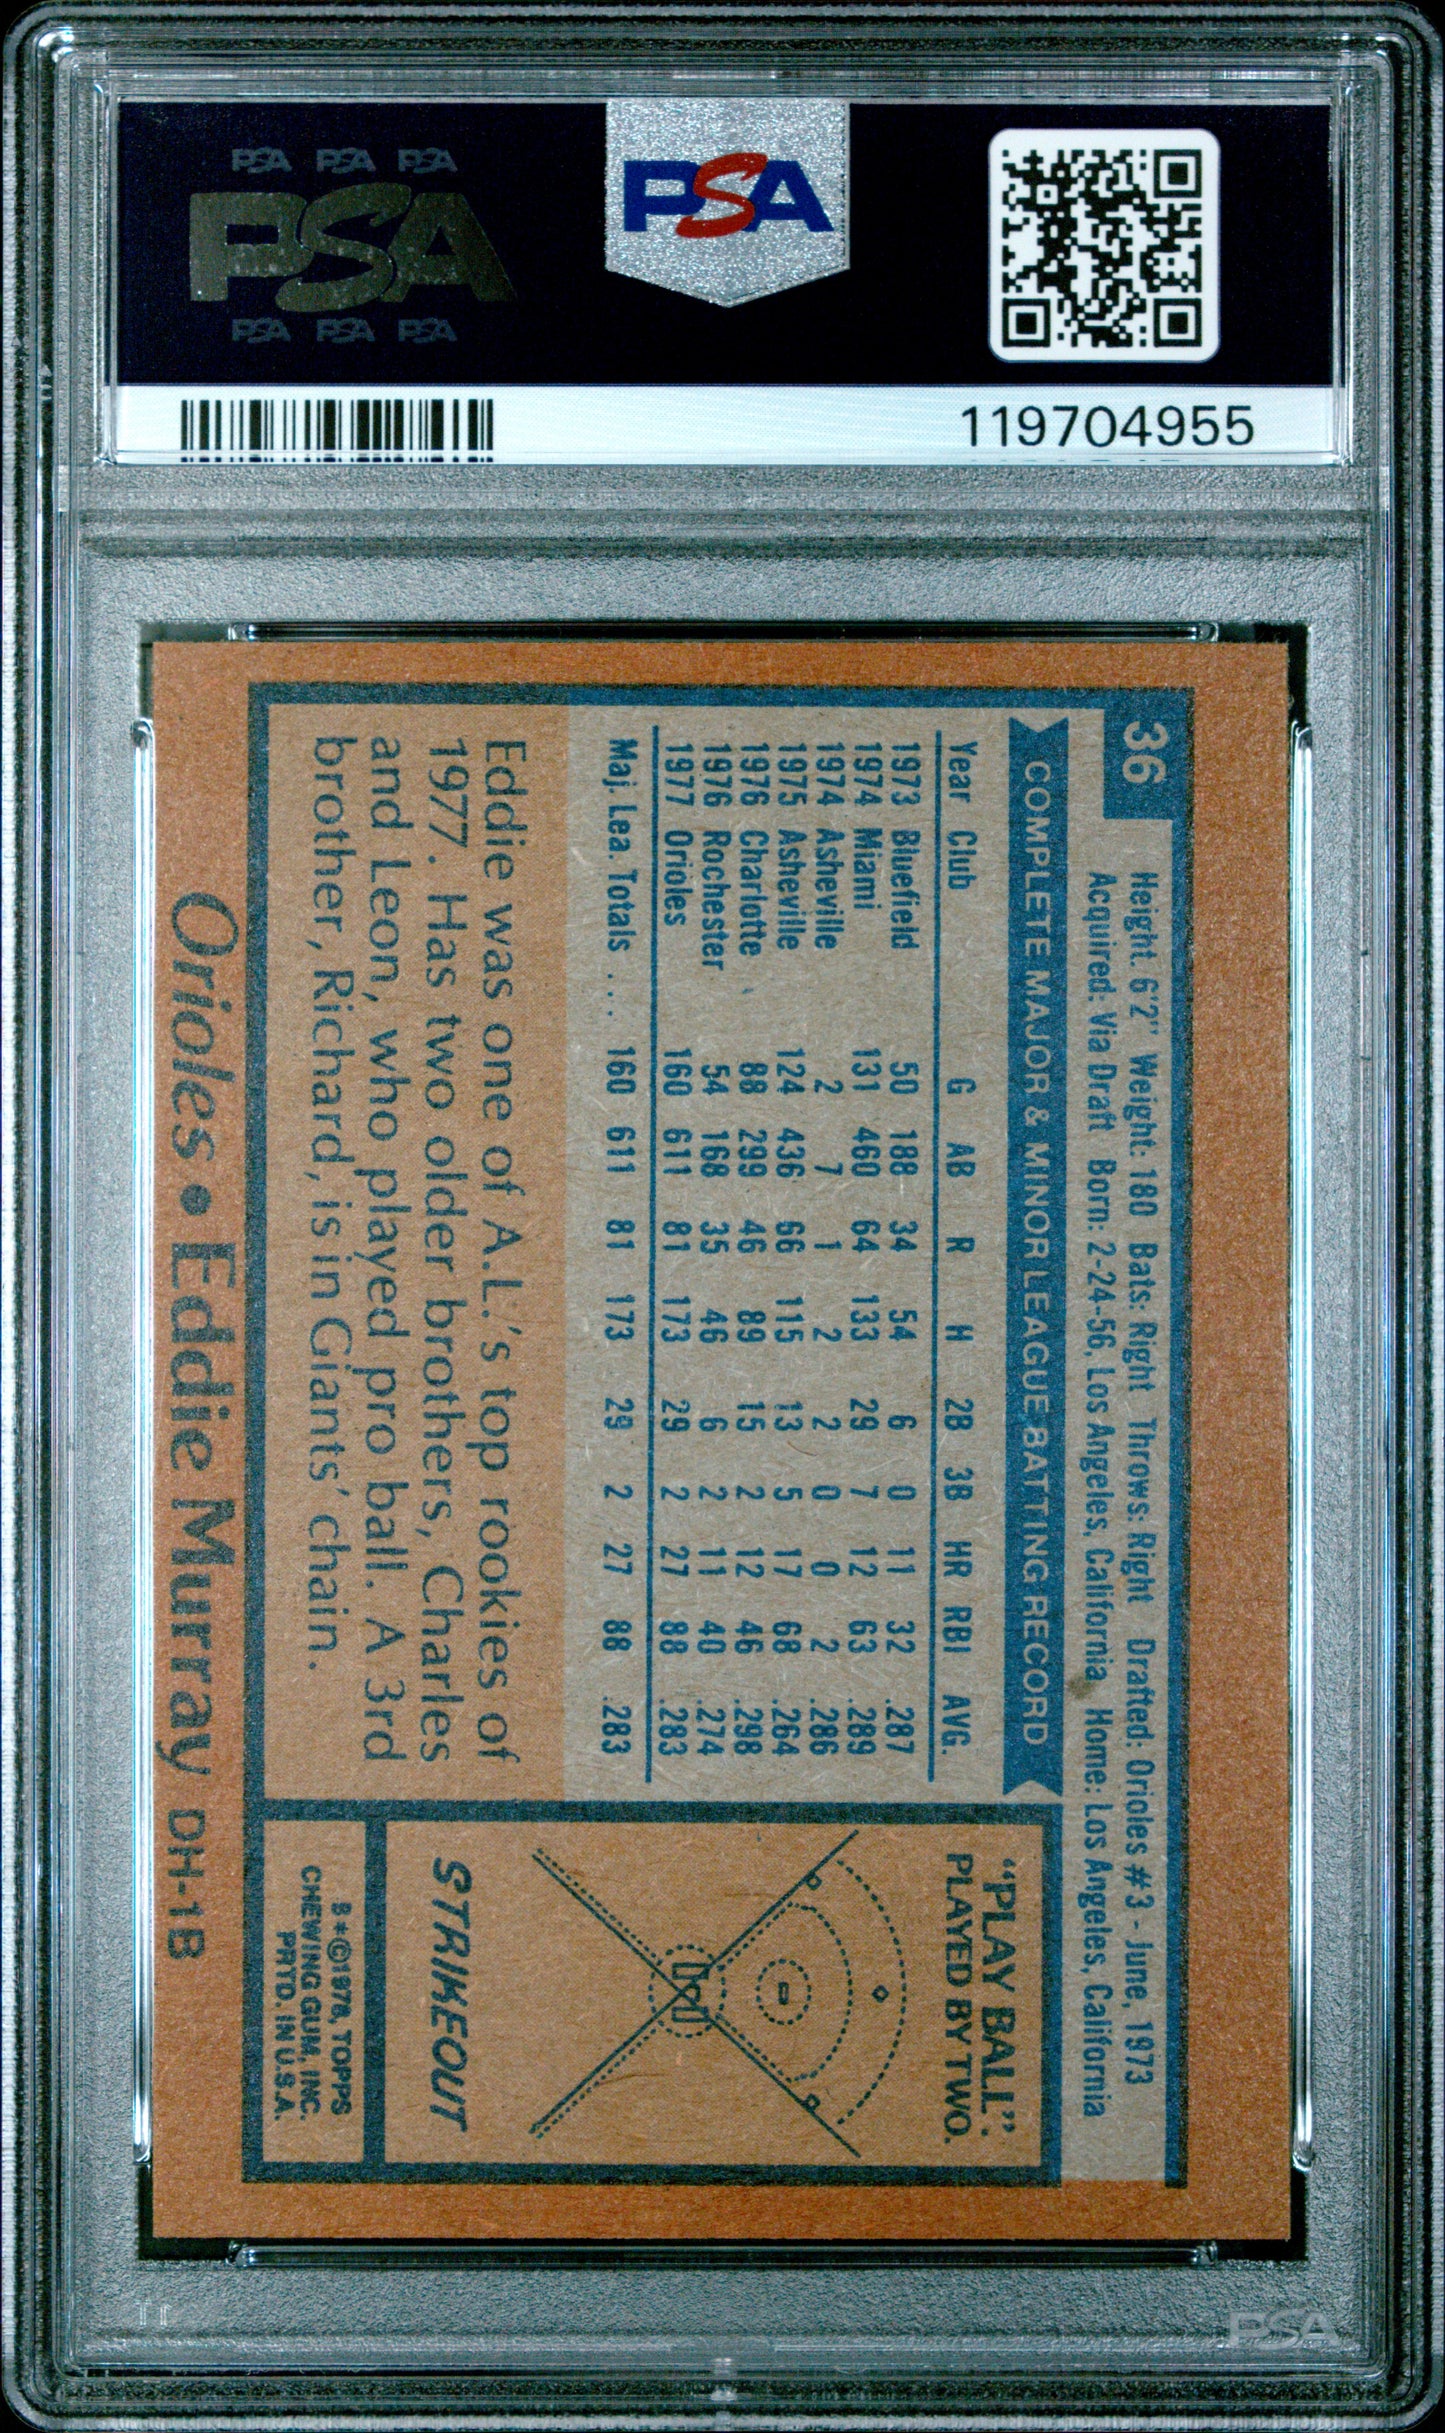 PSA PSA PSA
PSA
PSA PSA PSA
PSA
119704955
36
Height: 6'2" Weight: 180 Bats: Right Throws: Right Drafted: Orioles #3 - June, 1973
Acquired: Via Draft Born: 2-24-56, Los Angeles, California Home: Los Angeles, California
COMPLETE MAJOR & MINOR LEAGUE BATTING RECORD
Year Club G AB R H 2B 3B HR RBI AVG.
1973 Bluefield 50 188 34 54 6 0 11 32 .287
1974 Miami 131 460 64 133 29 7 12 63 .289
1974 Asheville 2 7 1 2 2 0 0 2 .286
1975 Asheville 124 436 66 115 13 5 17 68 .264
1976 Charlotte 88 299 46 89 15 2 12 46 .298
1976 Rochester 54 168 35 46 6 2 11 40 .274
1977 Orioles 160 611 81 173 29 2 27 88 .283
Maj. Lea. Totals . . . 160 611 81 173 29 2 27 88 .283
Eddie was one of A.L.'s top rookies of
1977. Has two older brothers, Charles
and Leon, who played pro ball. A 3rd
brother, Richard, is in Giants' chain.
"PLAY BALL":
PLAYED BY TWO.
STRIKEOUT
B*©1978, TOPPS
CHEWING GUM, INC.
PRTD. IN U.S.A.
Orioles • Eddie Murray DH-1B
PSA